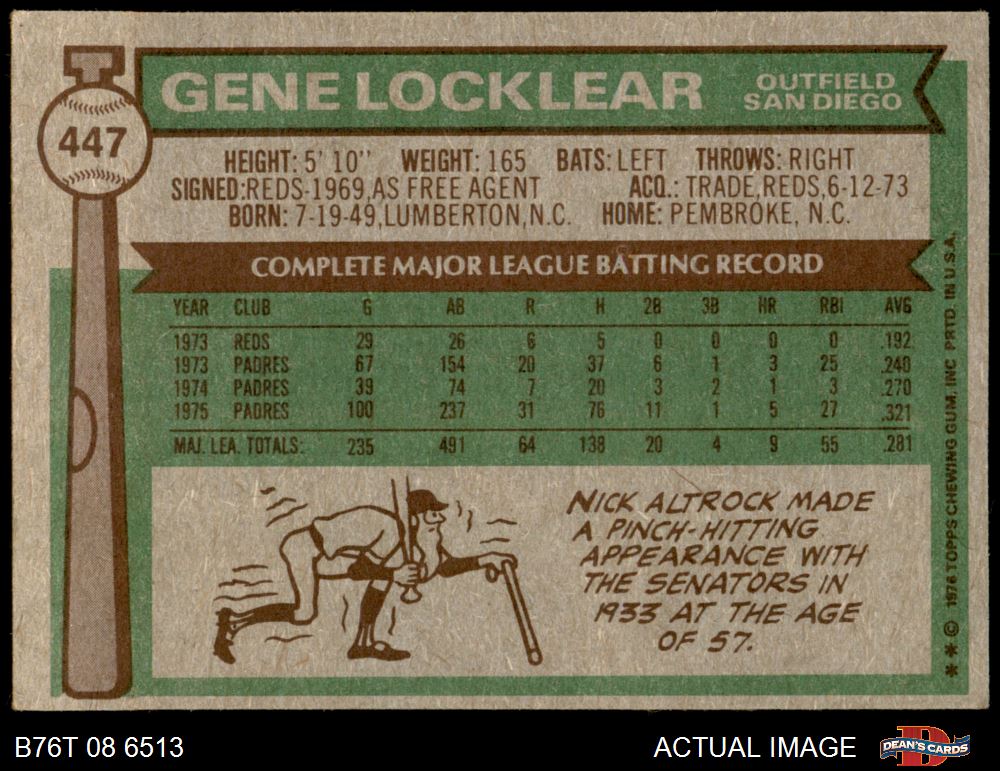 447
GENE LOCKLEAR
OUTFIELD
SAN DIEGO
HEIGHT: 5' 10" WEIGHT: 165 BATS: LEFT THROWS: RIGHT
SIGNED:REDS-1969,AS FREE AGENT ACQ.: TRADE,REDS,6-12-73
BORN: 7-19-49,LUMBERTON,N.C. HOME: PEMBROKE, N.C.
COMPLETE MAJOR LEAGUE BATTING RECORD
YEAR CLUB G AB R H 2B 3B HR RBI AVG
1973 REDS 29 26 6 5 0 0 0 0 .192
1973 PADRES 67 154 20 37 6 1 3 25 .240
1974 PADRES 39 74 7 20 3 2 1 3 .270
1975 PADRES 100 237 31 76 11 1 5 27 .321
MAJ. LEA. TOTALS: 235 491 64 138 20 4 9 55 .281
NICK ALTROCK MADE
A PINCH-HITTING
APPEARANCE WITH
THE SENATORS IN
1933 AT THE AGE
OF 57.
** © 1976 TOPPS CHEWING GUM, INC PRTD. IN U.S.A.
B76T 08 6513
ACTUAL IMAGE
DEAN'S CARDS